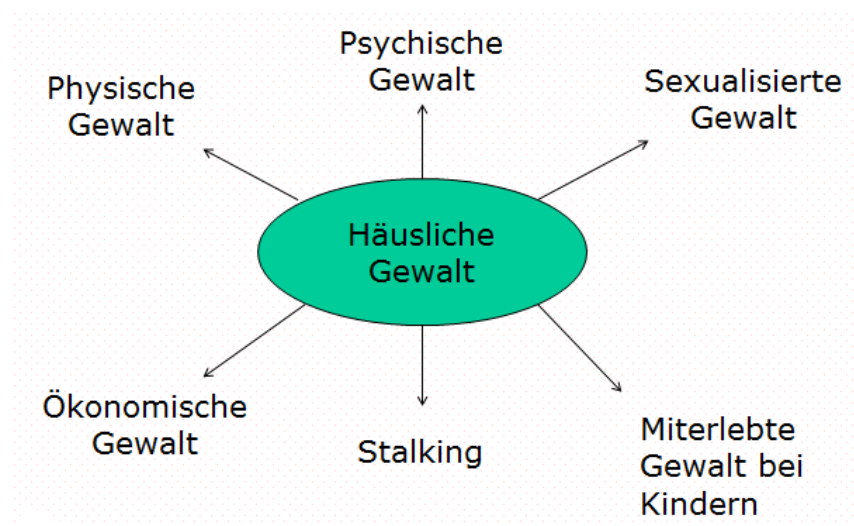 Psychische
Gewalt
Physische
Gewalt
Sexualisierte
Gewalt
Häusliche
Gewalt
Ökonomische
Gewalt
Stalking
Miterlebte
Gewalt bei
Kindern